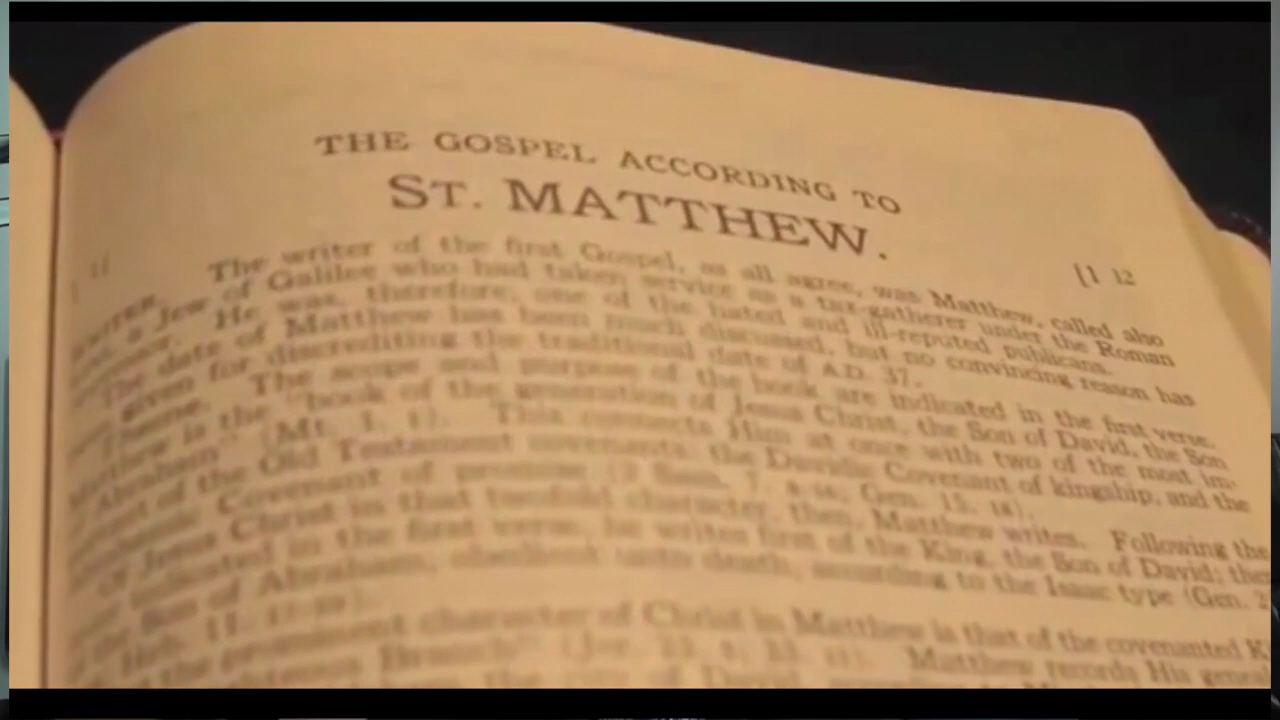 THE GOSPEL ACCORDING TO
ST. MATTHEW.
11
[1 12
The writer of the first Gospel, as all agree, was Matthew, called also
a Jew of Galilee who had taken service as a tax-gatherer under the Roman
He was, therefore, one of the hated and ill-reputed publicans.
The date of Matthew has been much discussed, but no convincing reason has
given for discrediting the traditional date of A.D. 37.
Theme. The scope and purpose of the book are indicated in the first verse.
is the "book of the generation of Jesus Christ, the Son of David, the Son
Abraham" (Mt. 1. 1). This connects Him at once with two of the most im-
of the Old Testament covenants: the Davidic Covenant of kingship, and the
Covenant of promise (2 Sam. 7. 8-16; Gen. 15. 18).
Jesus Christ in that twofold character, then, Matthew writes. Following the
indicated in the first verse, he writes first of the King, the Son of David; then
the Son of Abraham, obedient unto death, according to the Isaac type (Gen.
Heb. 11. 17-19).
prominent character of Christ in Matthew is that of the covenanted
Branch" (Jer. 23. 5; 33. 15). Matthew records His
of David,